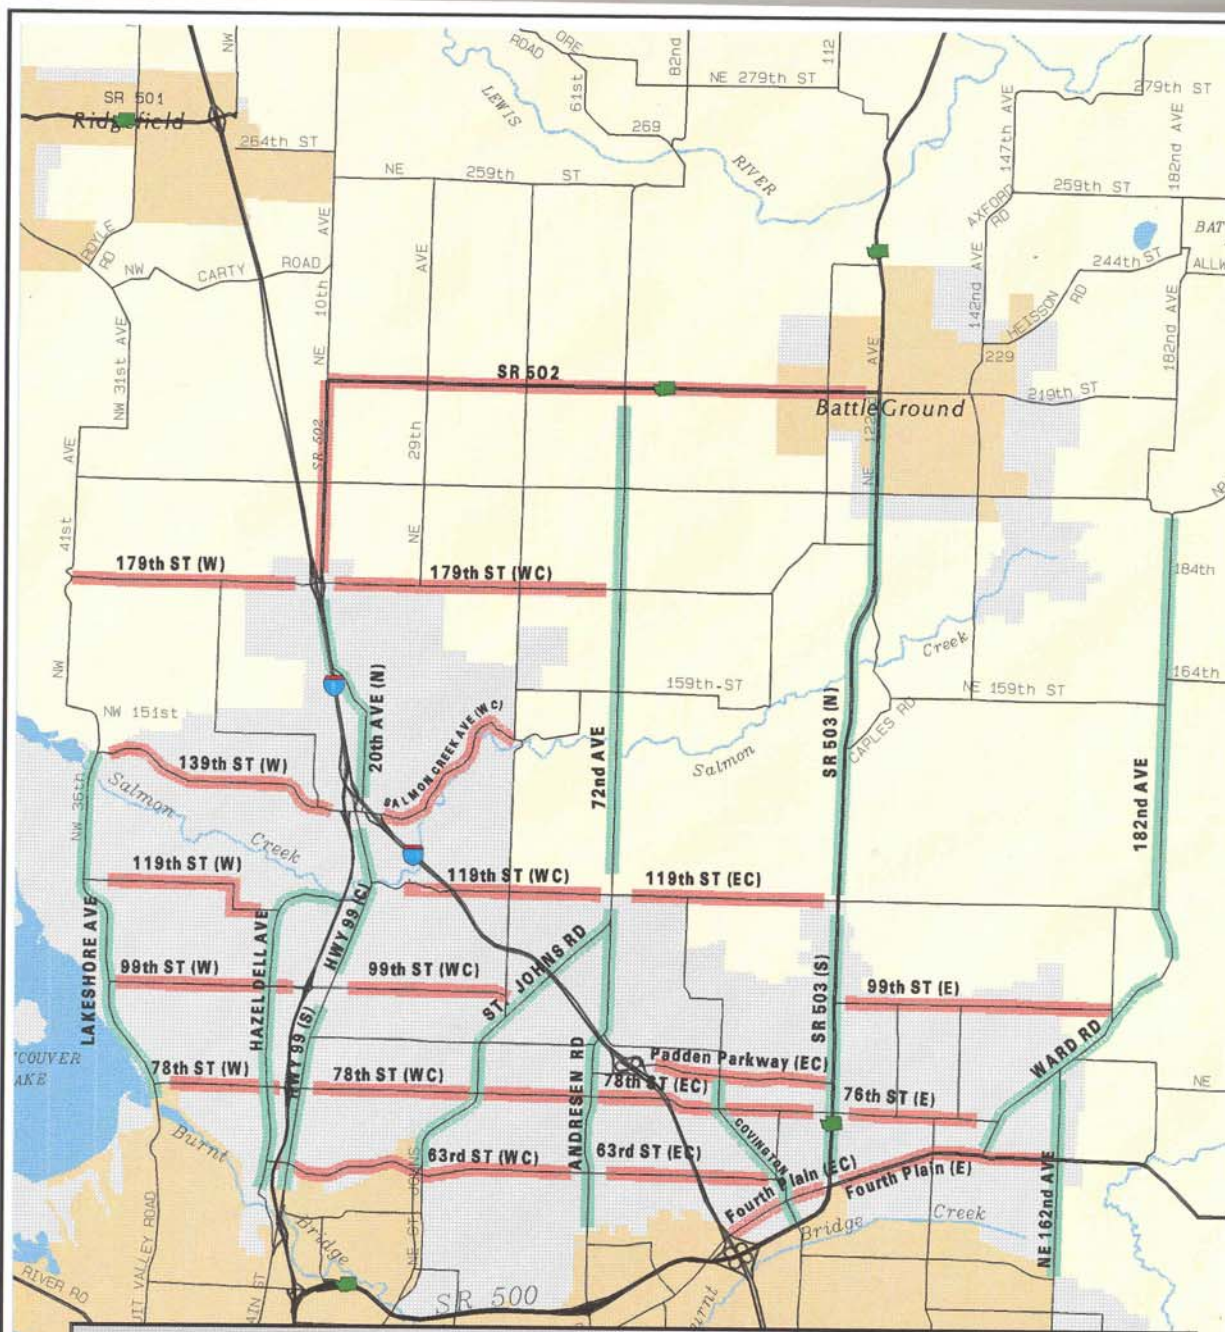 NW
ORE
ROAD
61st
82nd
112
NE 279th ST
279th ST
SR 501
Ridgefield
LEWIS
RIVER
269
264th ST
147th AVE
182nd AVE
NE 259th ST
259th ST
AXFORD RD
ROYLE RD
NW CARTY ROAD
10th AVE
NE
AVE
BAT
244th ST
ALLW
142nd AVE
HEISSON RD
NW 31st AVE
229
182nd AVE
SR 502
219th ST
BattleGround
NE 122nd AVE
SR 502
29th
NE
41st AVE
NW
179th ST (W)
179th ST (WC)
184th
Creek
164th
159th-ST
NE 159th ST
NW 151st
20th AVE (N)
SALMON CREEK AVE (WC)
72nd AVE
SR 503 (N)
CAPLES RD
139th ST (W)
Salmon
182nd AVE
NW 36th
Salmon
Creek
119th ST (W)
119th ST (WC)
119th ST (EC)
LAKESHORE AVE
HAZELDELL AVE
HWY 99 (C)
99th ST (W)
99th ST (WC)
ST. JOHNS RD
SR 503 (S)
99th ST (E)
HWY 99 (S)
COUVER
AKE
ANDRESEN RD
Padden Parkway (EC)
WARD RD
78th ST (W)
78th ST (WC)
78th ST (EC)
76th ST (E)
NE
Burnt
COVINGTON
63rd ST (WC)
63rd ST (EC)
Fourth Plain (EC)
Fourth Plain (E)
NE 162nd AVE
Bridge
NE ST JOHNS
Bridge
Creek
UIT VALLEY ROAD
RIVER RD
AIN ST
SR 500
urnt